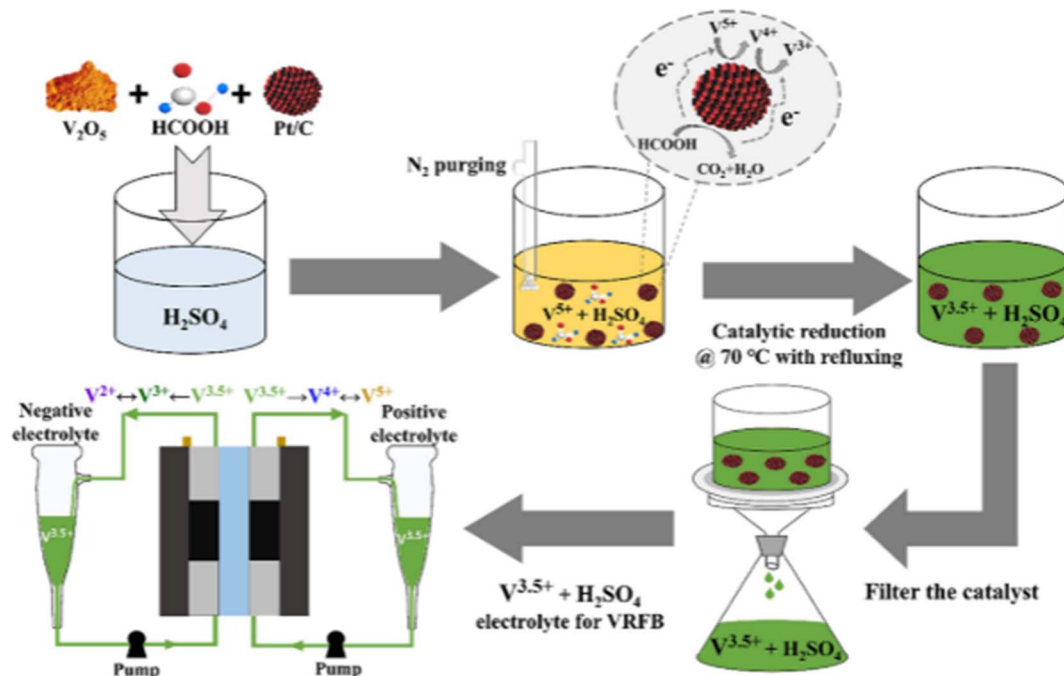 V₂O₅
+
HCOOH
+
Pt/C
H₂SO₄
N₂ purging
V⁵⁺
V⁴⁺
V³⁺
e⁻
e⁻
HCOOH
CO₂+H₂O
V⁵⁺ + H₂SO₄
Catalytic reduction
@ 70 ℃ with refluxing
V³·⁵⁺ + H₂SO₄
Filter the catalyst
V³·⁵⁺ + H₂SO₄
V³·⁵⁺ + H₂SO₄
electrolyte for VRFB
V²⁺↔V³⁺←V³·⁵⁺ V³·⁵⁺→V⁴⁺↔V⁵⁺
Negative
electrolyte
Positive
electrolyte
V³·⁵⁺
V³·⁵⁺
Pump
Pump